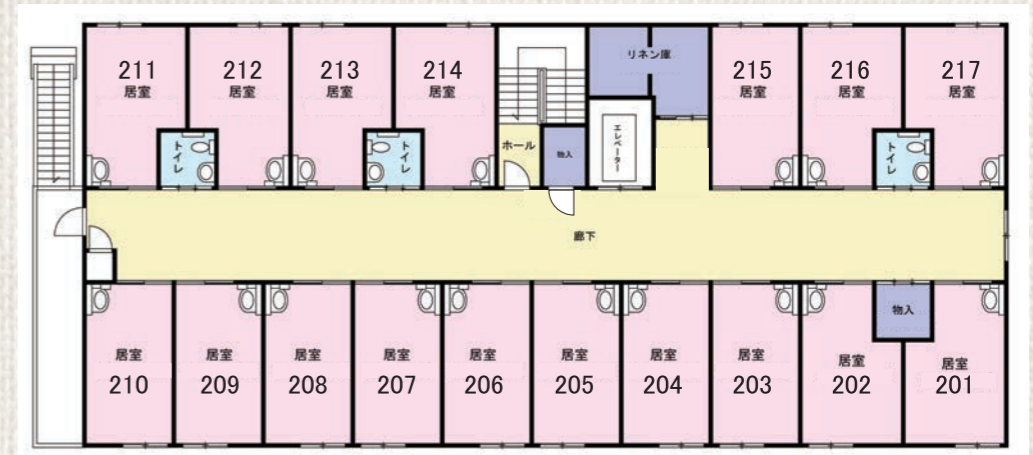 211
居室
212
居室
213
居室
214
居室
リネン庫
215
居室
216
居室
217
居室
トイレ
トイレ
ホール
物入
エレベーター
トイレ
廊下
物入
居室
210
居室
209
居室
208
居室
207
居室
206
居室
205
居室
204
居室
203
居室
202
居室
201